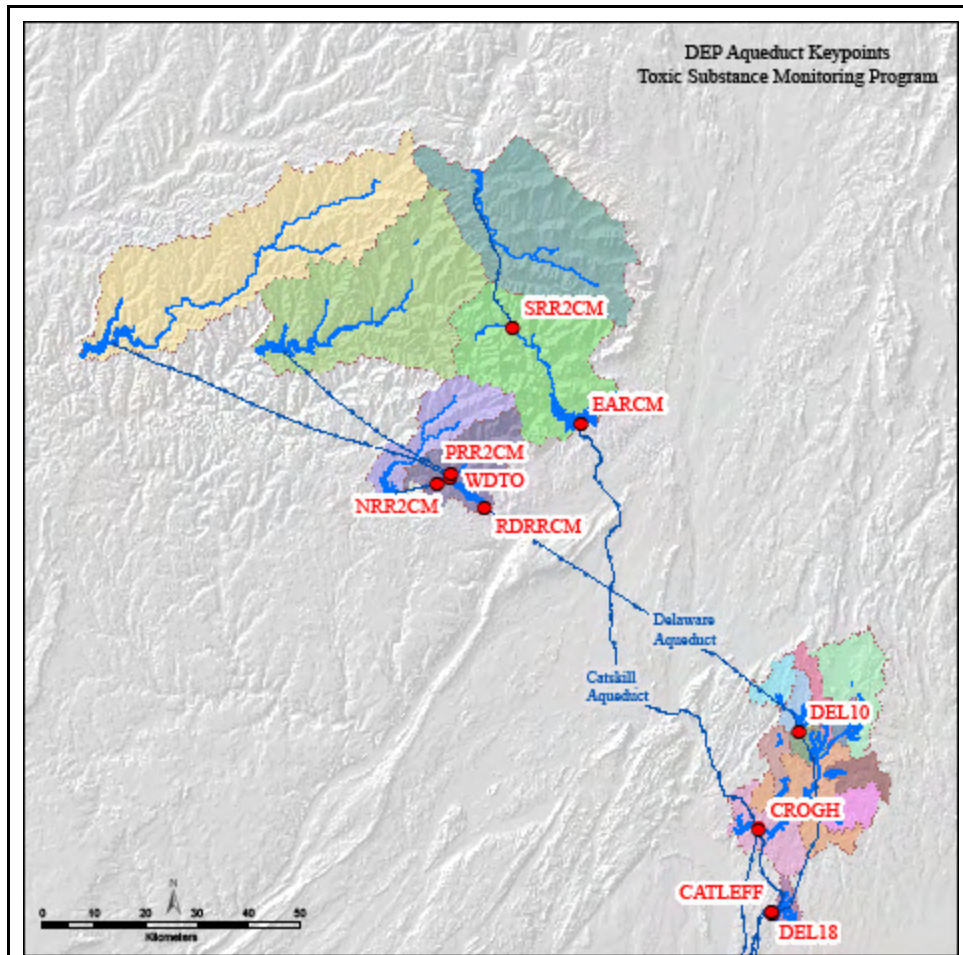 DEP Aqueduct Keypoints
Toxic Substance Monitoring Program
SRR2CM
EARCM
PRR2CM
WDTO
NRR2CM
RDRRCM
Delaware
Aqueduct
Catskill
Aqueduct
DEL10
CROGH
CATLEFF
DEL18
N
0 10 20 30 40 50
Kilometers